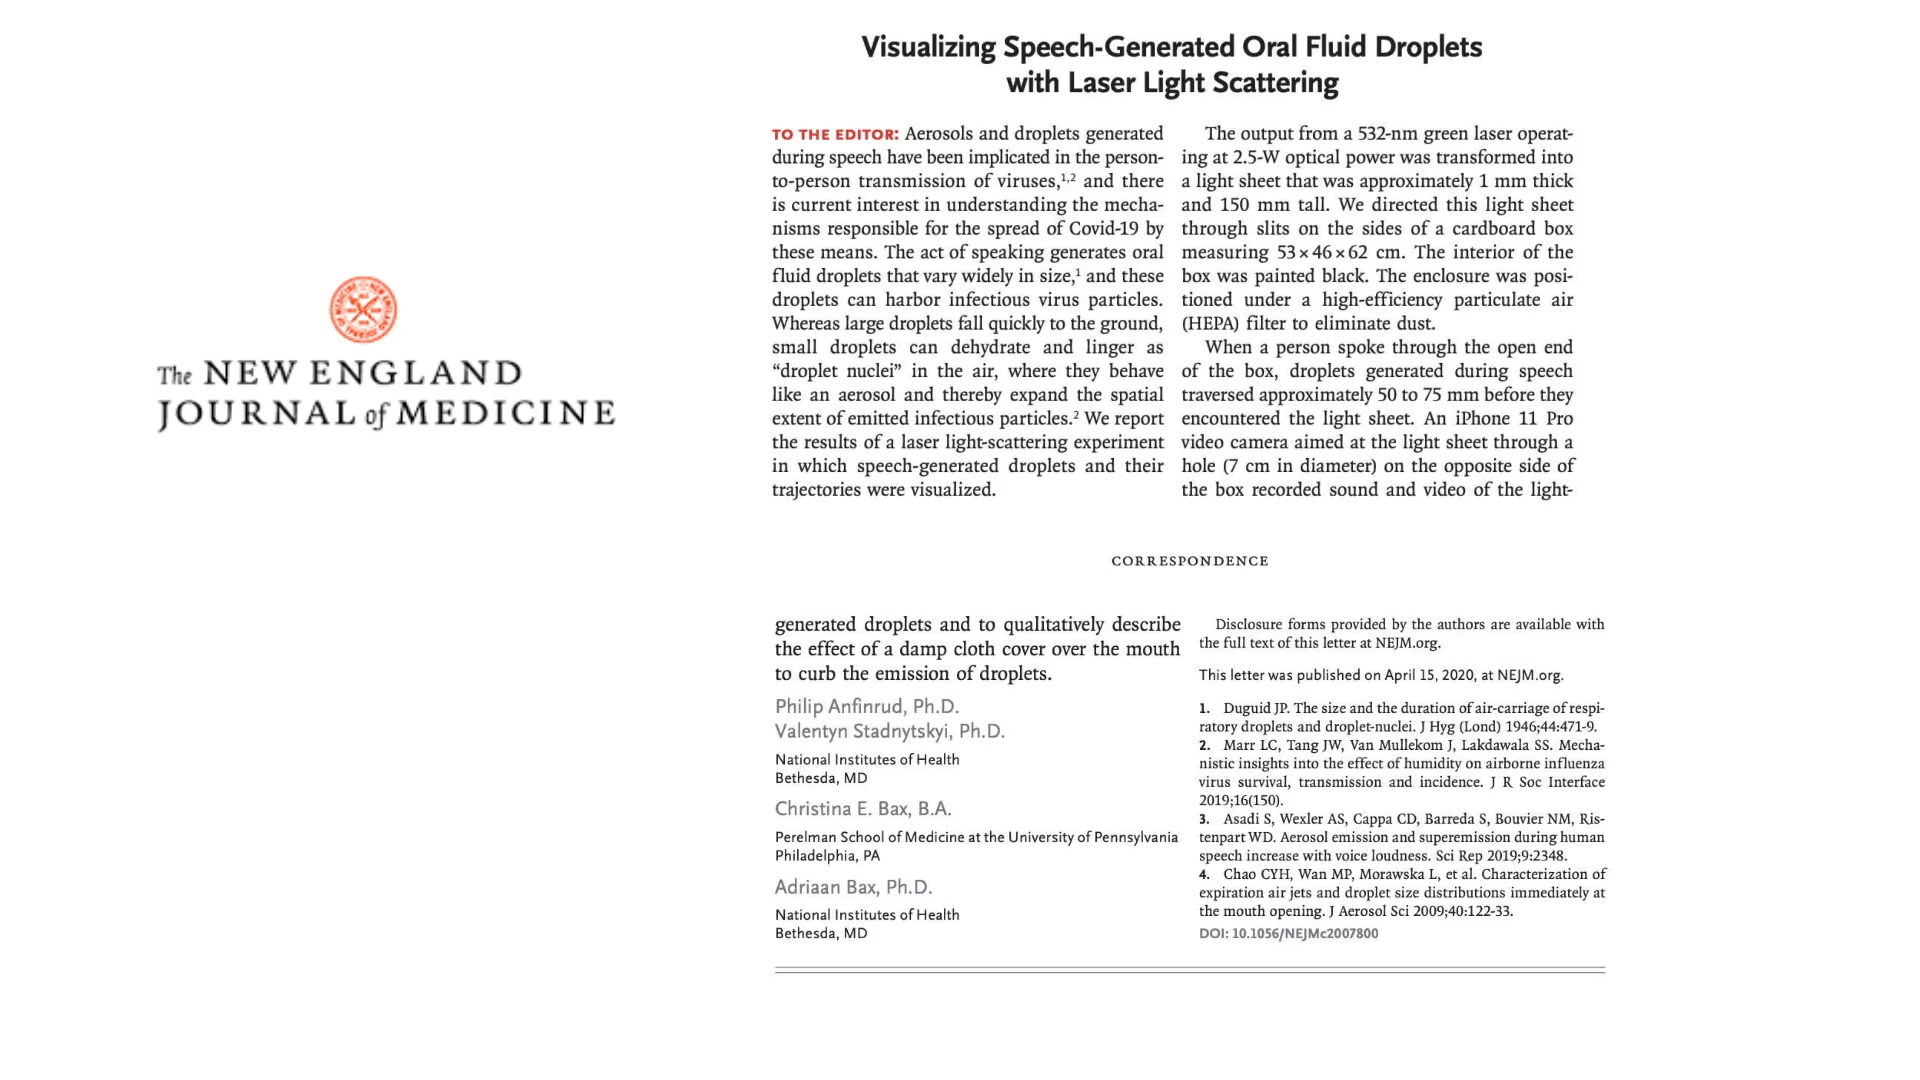 The NEW ENGLAND
JOURNAL of MEDICINE
Visualizing Speech-Generated Oral Fluid Droplets
with Laser Light Scattering
TO THE EDITOR: Aerosols and droplets generated
during speech have been implicated in the person-
to-person transmission of viruses,1,2 and there
is current interest in understanding the mecha-
nisms responsible for the spread of Covid-19 by
these means. The act of speaking generates oral
fluid droplets that vary widely in size,1 and these
droplets can harbor infectious virus particles.
Whereas large droplets fall quickly to the ground,
small droplets can dehydrate and linger as
“droplet nuclei” in the air, where they behave
like an aerosol and thereby expand the spatial
extent of emitted infectious particles.2 We report
the results of a laser light-scattering experiment
in which speech-generated droplets and their
trajectories were visualized.
The output from a 532-nm green laser operat-
ing at 2.5-W optical power was transformed into
a light sheet that was approximately 1 mm thick
and 150 mm tall. We directed this light sheet
through slits on the sides of a cardboard box
measuring 53×46×62 cm. The interior of the
box was painted black. The enclosure was posi-
tioned under a high-efficiency particulate air
(HEPA) filter to eliminate dust.
When a person spoke through the open end
of the box, droplets generated during speech
traversed approximately 50 to 75 mm before they
encountered the light sheet. An iPhone 11 Pro
video camera aimed at the light sheet through a
hole (7 cm in diameter) on the opposite side of
the box recorded sound and video of the light-
CORRESPONDENCE
generated droplets and to qualitatively describe
the effect of a damp cloth cover over the mouth
to curb the emission of droplets.
Philip Anfinrud, Ph.D.
Valentyn Stadnytskyi, Ph.D.
National Institutes of Health
Bethesda, MD
Christina E. Bax, B.A.
Perelman School of Medicine at the University of Pennsylvania
Philadelphia, PA
Adriaan Bax, Ph.D.
National Institutes of Health
Bethesda, MD
Disclosure forms provided by the authors are available with
the full text of this letter at NEJM.org.
This letter was published on April 15, 2020, at NEJM.org.
1. Duguid JP. The size and the duration of air-carriage of respi-
ratory droplets and droplet-nuclei. J Hyg (Lond) 1946;44:471-9.
2. Marr LC, Tang JW, Van Mullekom J, Lakdawala SS. Mecha-
nistic insights into the effect of humidity on airborne influenza
virus survival, transmission and incidence. J R Soc Interface
2019;16(150).
3. Asadi S, Wexler AS, Cappa CD, Barreda S, Bouvier NM, Ris-
tenpart WD. Aerosol emission and superemission during human
speech increase with voice loudness. Sci Rep 2019;9:2348.
4. Chao CYH, Wan MP, Morawska L, et al. Characterization of
expiration air jets and droplet size distributions immediately at
the mouth opening. J Aerosol Sci 2009;40:122-33.
DOI: 10.1056/NEJMc2007800